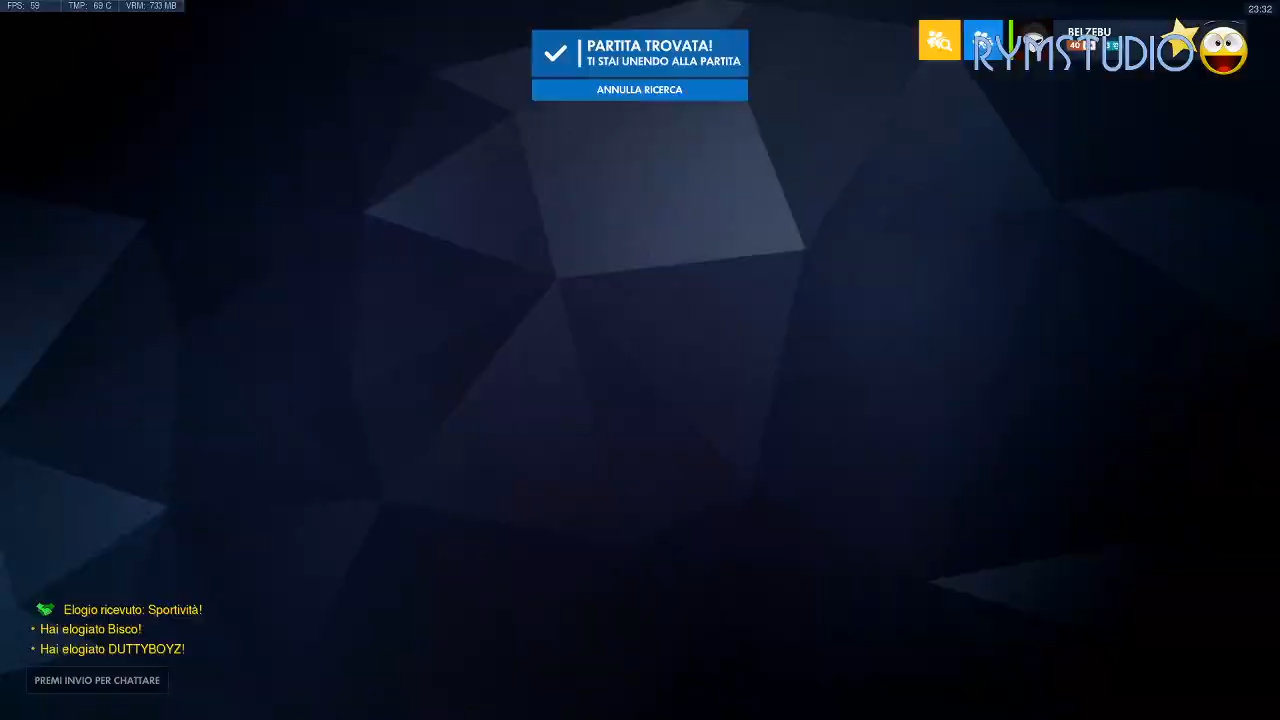 FPS: 59 TMP: 69 C VRM: 733 MB
23:32
PARTITA TROVATA!
TI STAI UNENDO ALLA PARTITA
ANNULLA RICERCA
BELZEBU
40
RYMSTUDIO
Elogio ricevuto: Sportività!
• Hai elogiato Bisco!
• Hai elogiato DUTTYBOYZ!
PREMI INVIO PER CHATTARE